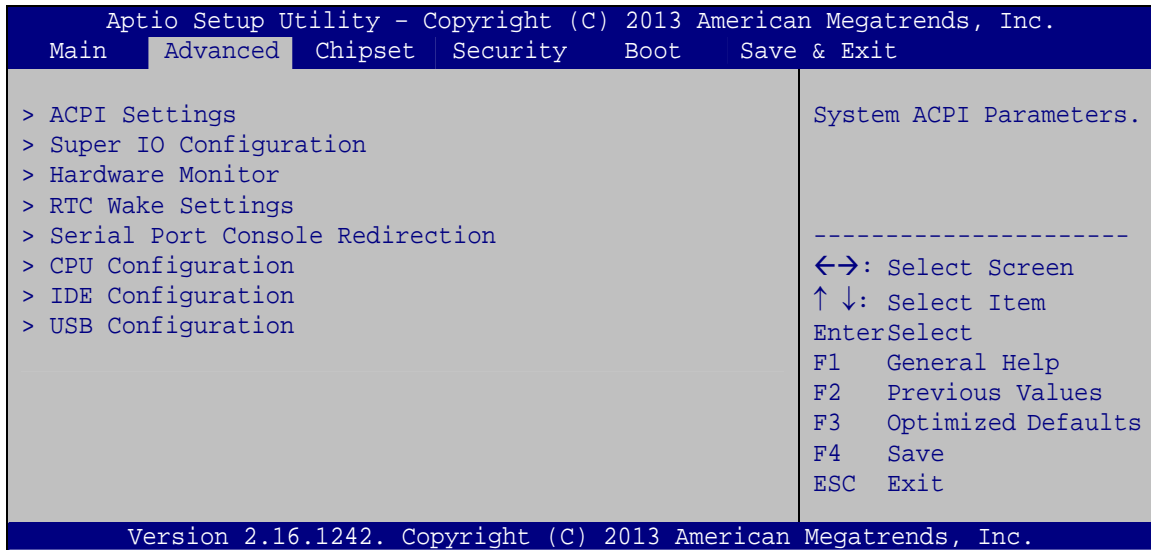 Aptio Setup Utility – Copyright (C) 2013 American Megatrends, Inc.
Main Advanced Chipset Security Boot Save & Exit
> ACPI Settings
> Super IO Configuration
> Hardware Monitor
> RTC Wake Settings
> Serial Port Console Redirection
> CPU Configuration
> IDE Configuration
> USB Configuration
System ACPI Parameters.
----------------------
←→: Select Screen
↑ ↓: Select Item
EnterSelect
F1 General Help
F2 Previous Values
F3 Optimized Defaults
F4 Save
ESC Exit
Version 2.16.1242. Copyright (C) 2013 American Megatrends, Inc.